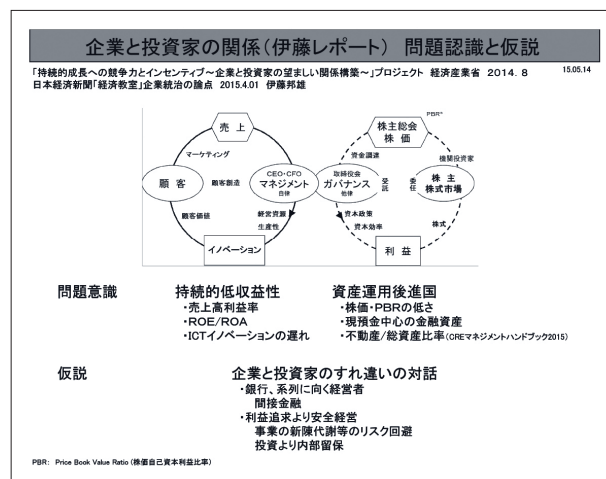 企業と投資家の関係(伊藤レポート) 問題認識と仮説
「持続的成長への競争力とインセンティブ～企業と投資家の望ましい関係構築～」プロジェクト 経済産業省 2014.8
15.05.14
日本経済新聞「経済教室」企業統治の論点 2015.4.01 伊藤邦雄
売上
マーケティング
顧客
顧客創造
CEO・CFO
マネジメント
自律
顧客価値
経営資源
生産性
イノベーション
PBR*
株主総会
株価
資金調達
機関投資家
取締役会
ガバナンス
他律
受託
委任
株主
株式市場
資本政策
資本効率
株式
利益
問題意識
持続的低収益性
・売上高利益率
・ROE/ROA
・ICTイノベーションの遅れ
資産運用後進国
・株価・PBRの低さ
・現預金中心の金融資産
・不動産/総資産比率(CREマネジメントハンドブック2015)
仮説
企業と投資家のすれ違いの対話
・銀行、系列に向く経営者
間接金融
・利益追求より安全経営
事業の新陳代謝等のリスク回避
投資より内部留保
PBR: Price Book Value Ratio (株価自己資本利益比率)